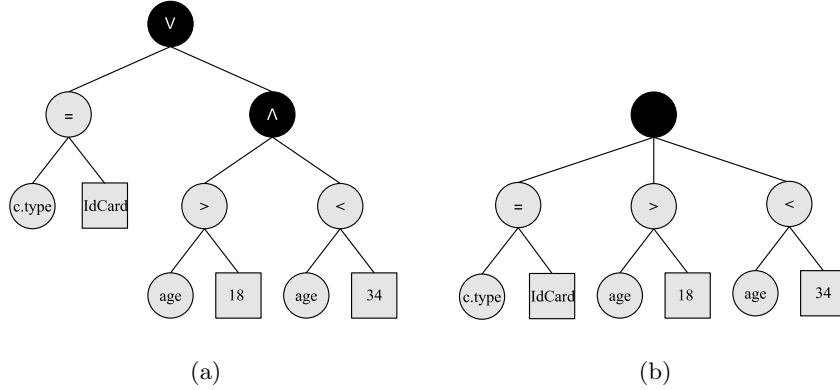 ∨
= ∧
c.type IdCard > <
age 18 age 34
(a)
= > <
c.type IdCard age 18 age 34
(b)